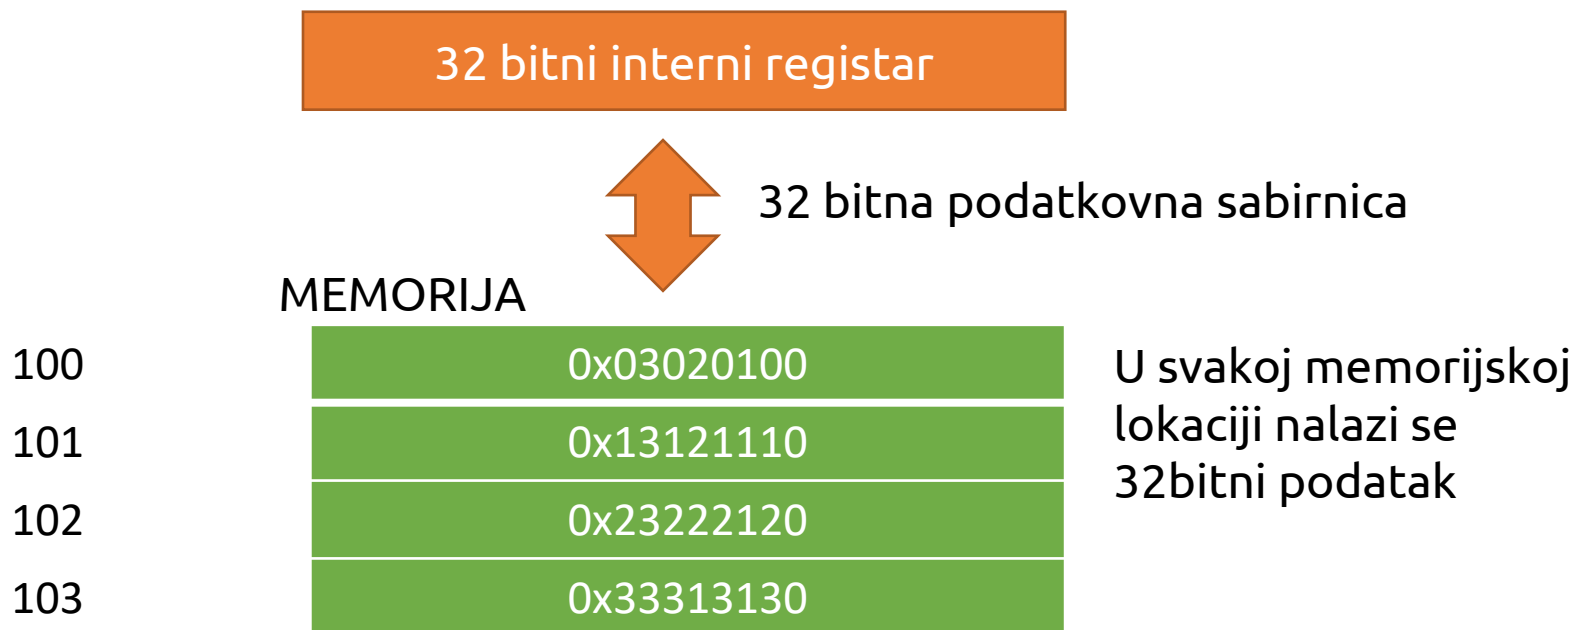 32 bitni interni registar
32 bitna podatkovna sabirnica
MEMORIJA
100 0x03020100
101 0x13121110
102 0x23222120
103 0x33313130
U svakoj memorijskoj
lokaciji nalazi se
32bitni podatak